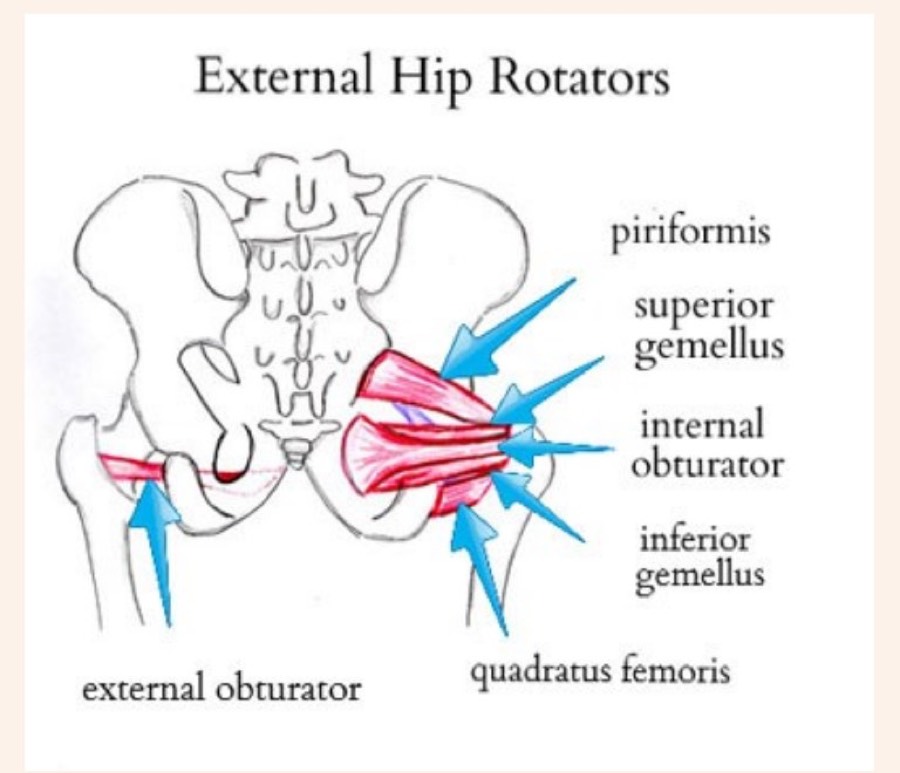 External Hip Rotators
piriformis
superior
gemellus
internal
obturator
inferior
gemellus
quadratus femoris
external obturator